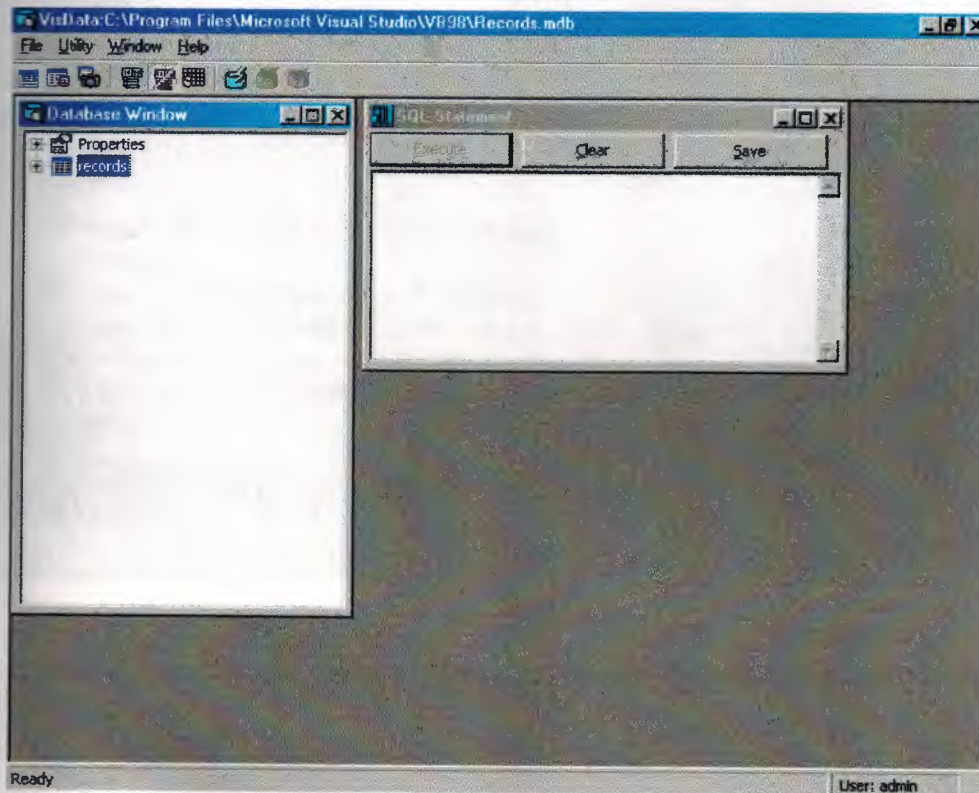 VisData:C:\Program Files\Microsoft Visual Studio\VB98\Records.mdb
File Utility Window Help
Database Window
Properties
records
SQL Statement
Execute Clear Save
Ready
User: admin